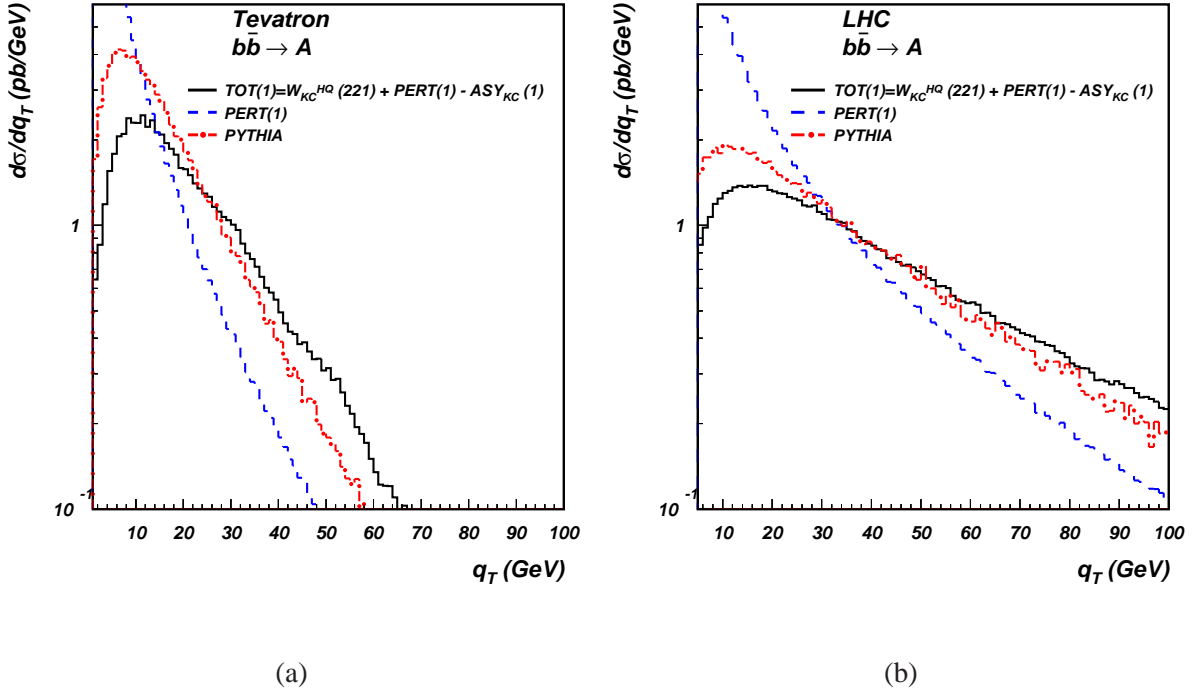 Tevatron
bb̄ → A
TOT(1)=W_KC^HQ (221) + PERT(1) - ASY_KC (1)
PERT(1)
PYTHIA
dσ/dq_T (pb/GeV)
1
10^-1
10 20 30 40 50 60 70 80 90 100
q_T (GeV)
(a)
LHC
bb̄ → A
TOT(1)=W_KC^HQ (221) + PERT(1) - ASY_KC (1)
PERT(1)
PYTHIA
dσ/dq_T (pb/GeV)
1
10^-1
10 20 30 40 50 60 70 80 90 100
q_T (GeV)
(b)